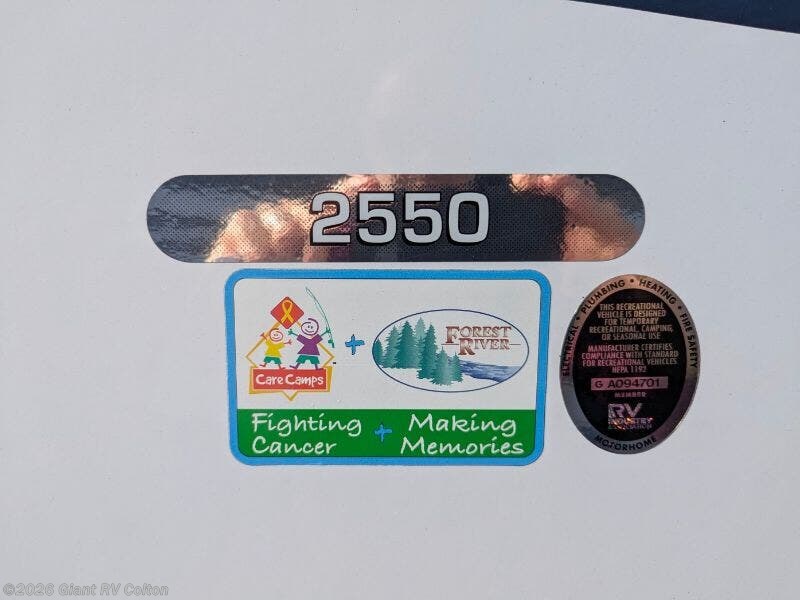 2550
Care Camps
+
FOREST
RIVER
Fighting
Cancer
+
Making
Memories
ELECTRICAL • PLUMBING • HEATING • FIRE SAFETY
THIS RECREATIONAL
VEHICLE IS DESIGNED
FOR TEMPORARY
RECREATIONAL, CAMPING,
OR SEASONAL USE
MANUFACTURER CERTIFIES
COMPLIANCE WITH STANDARD
FOR RECREATIONAL VEHICLES
NFPA 1192
G A094701
MEMBER
RV
INDUSTRY
ASSOCIATION
MOTORHOME
©2026 Giant RV Colton